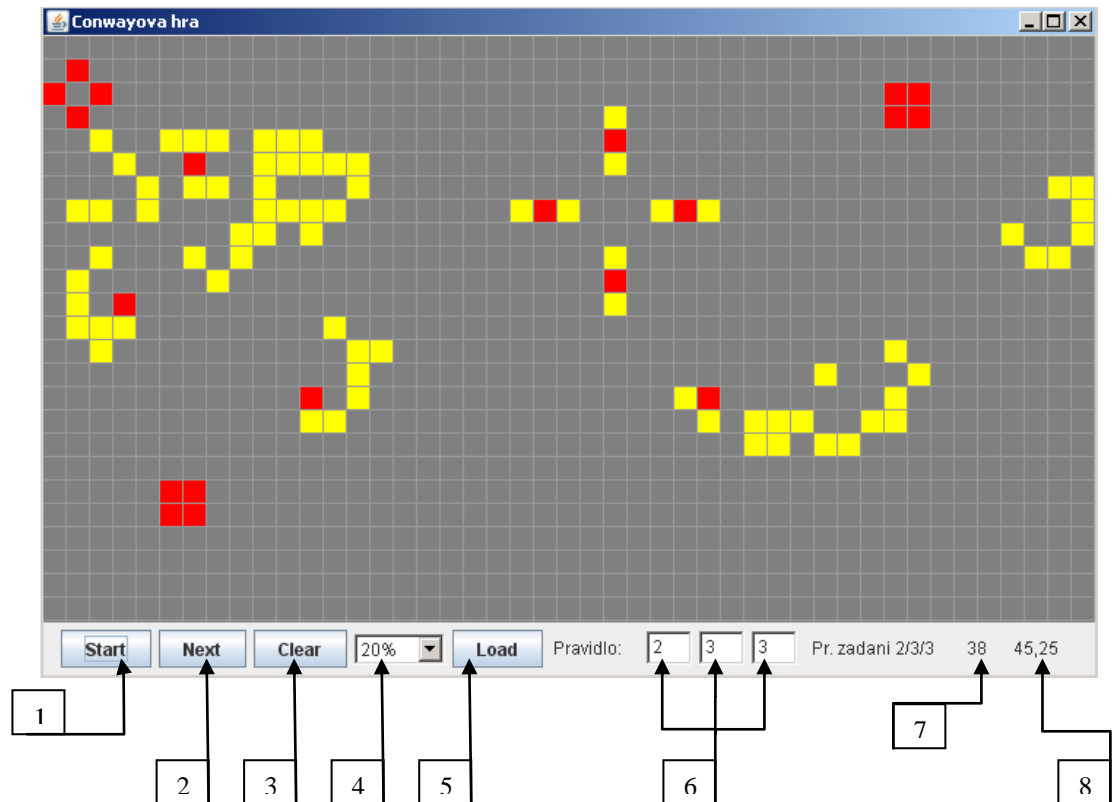 Conwayova hra
Start Next Clear 20% Load Pravidlo: 2 3 3 Pr. zadani 2/3/3 38 45,25
1 7
2 3 4 5 6 8